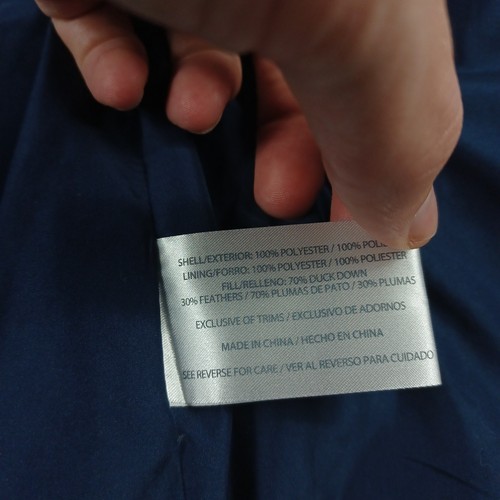 SHELL/EXTERIOR: 100% POLYESTER / 100%
LINING/FORRO: 100% POLYESTER / 100% POLIESTER
FILL/RELLENO: 70% DUCK DOWN
30% FEATHERS / 70% PLUMAS DE PATO / 30% PLUMAS
EXCLUSIVE OF TRIMS / EXCLUSIVO DE ADORNOS
MADE IN CHINA / HECHO EN CHINA
SEE REVERSE FOR CARE / VER AL REVERSO PARA CUIDADO